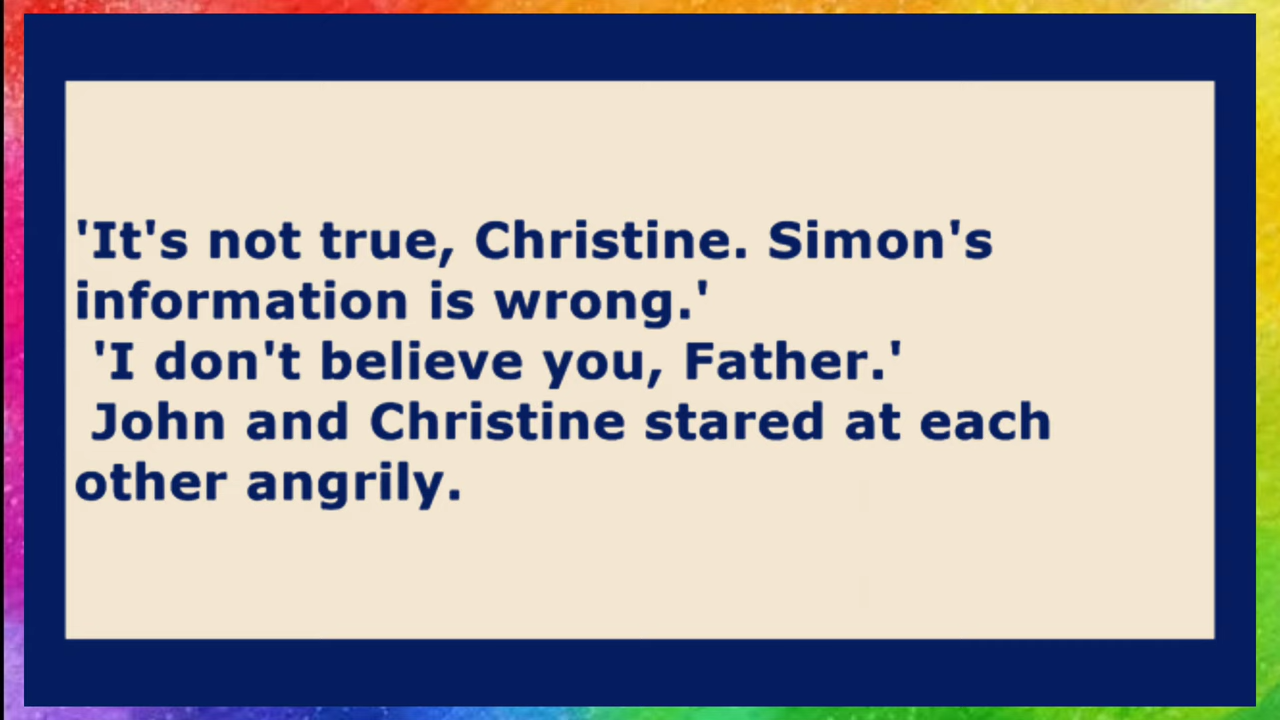 'It's not true, Christine. Simon's
information is wrong.'
'I don't believe you, Father.'
John and Christine stared at each
other angrily.